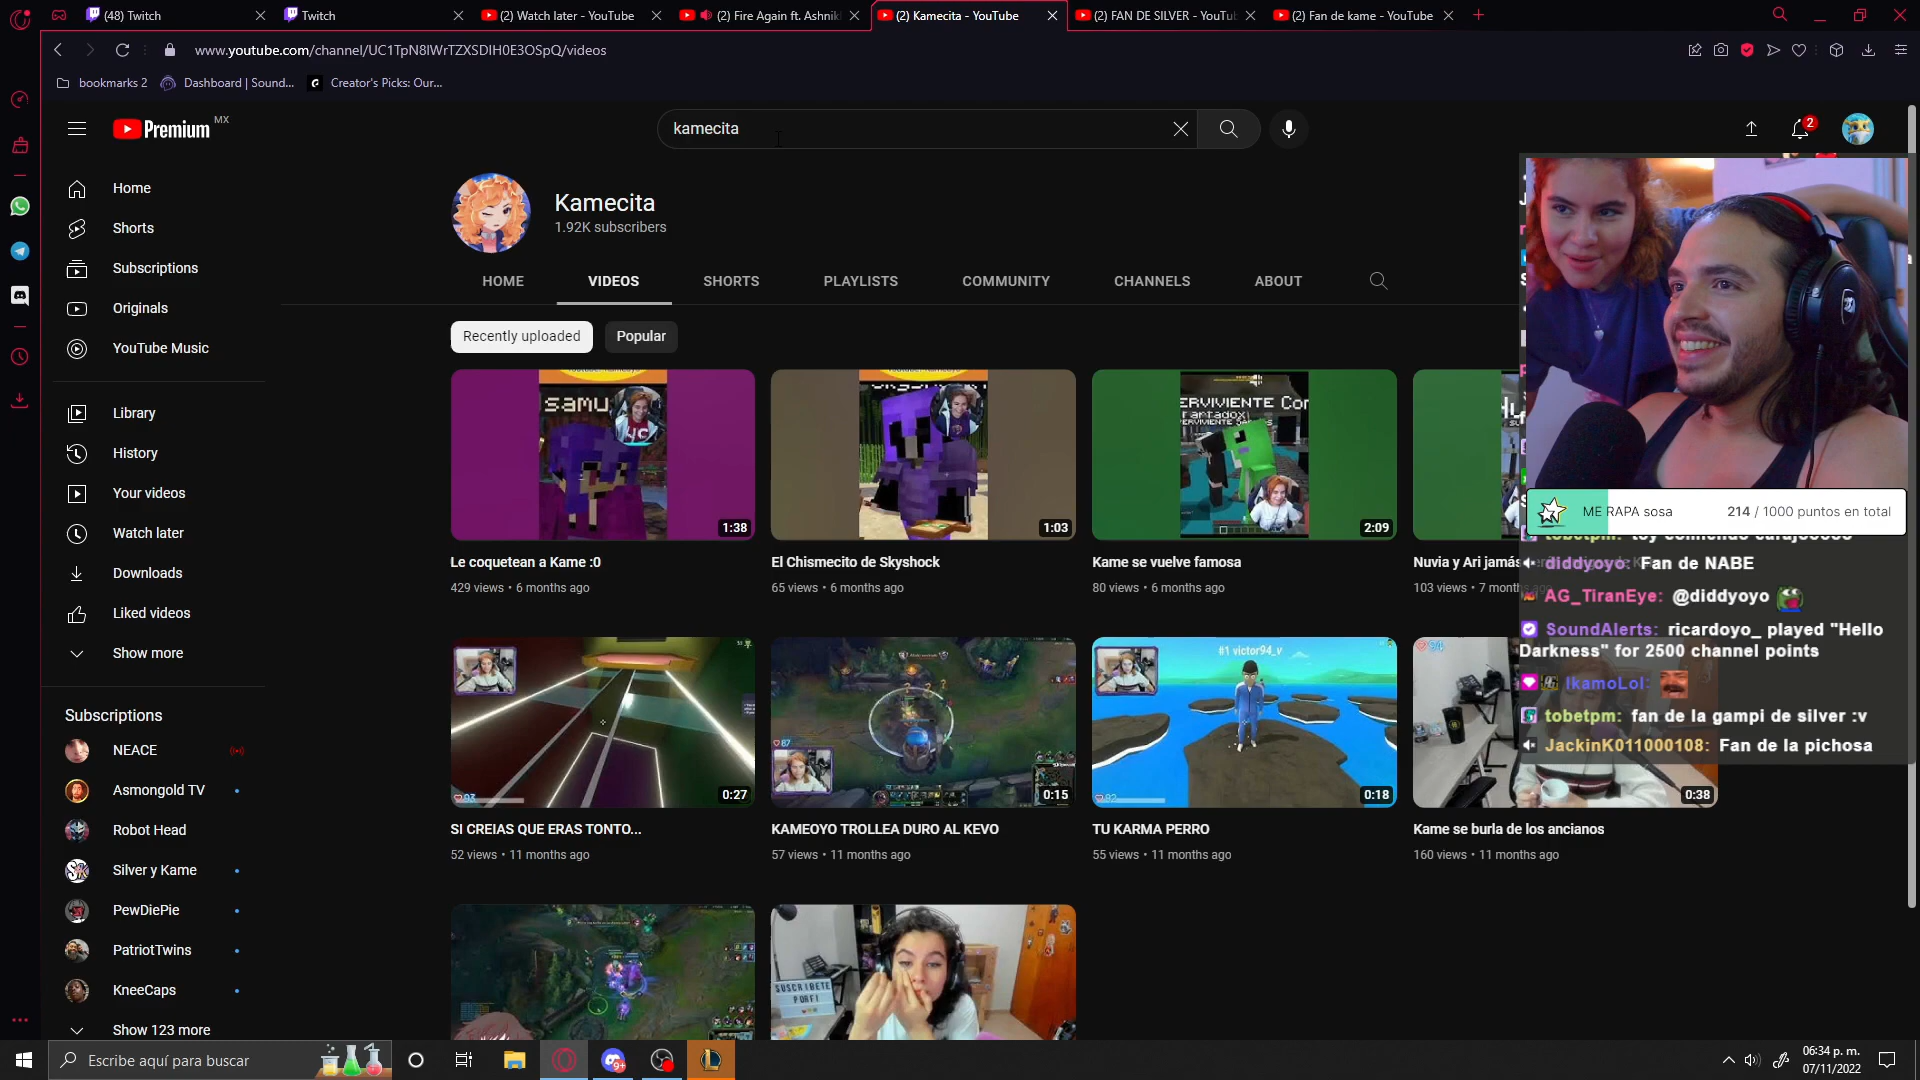 (48) Twitch
Twitch
(2) Watch later - YouTube
(2) Fire Again ft. Ashnik
(2) Kamecita - YouTube
(2) FAN DE SILVER - YouTu
(2) Fan de kame - YouTube
www.youtube.com/channel/UC1TpN8IWrTZXSDIH0E3OSpQ/videos
bookmarks 2
Dashboard | Sound...
Creator's Picks: Our...
Premium MX
kamecita
2
Home
Shorts
Subscriptions
Originals
YouTube Music
Library
History
Your videos
Watch later
Downloads
Liked videos
Show more
Subscriptions
NEACE
Asmongold TV
Robot Head
Silver y Kame
PewDiePie
PatriotTwins
KneeCaps
Show 123 more
Kamecita
1.92K subscribers
HOME
VIDEOS
SHORTS
PLAYLISTS
COMMUNITY
CHANNELS
ABOUT
Recently uploaded
Popular
samu
1:38
1:03
ERVIVIENTE Cor
2:09
Le coquetean a Kame :0
429 views • 6 months ago
El Chismecito de Skyshock
65 views • 6 months ago
Kame se vuelve famosa
80 views • 6 months ago
Nuvia y Ari jamás
103 views • 7 month
0:27
0:15
#1 victor94_v
0:18
94
0:38
SI CREIAS QUE ERAS TONTO...
52 views • 11 months ago
KAMEOYO TROLLEA DURO AL KEVO
57 views • 11 months ago
TU KARMA PERRO
55 views • 11 months ago
Kame se burla de los ancianos
160 views • 11 months ago
SUSCRIBETE
PORFI
ME RAPA sosa
214 / 1000 puntos en total
diddyoyo: Fan de NABE
AG_TiranEye: @diddyoyo
SoundAlerts: ricardoyo_ played "Hello
Darkness" for 2500 channel points
IkamoLol:
tobetpm: fan de la gampi de silver :v
JackinK011000108: Fan de la pichosa
Escribe aquí para buscar
9+
06:34 p. m.
07/11/2022